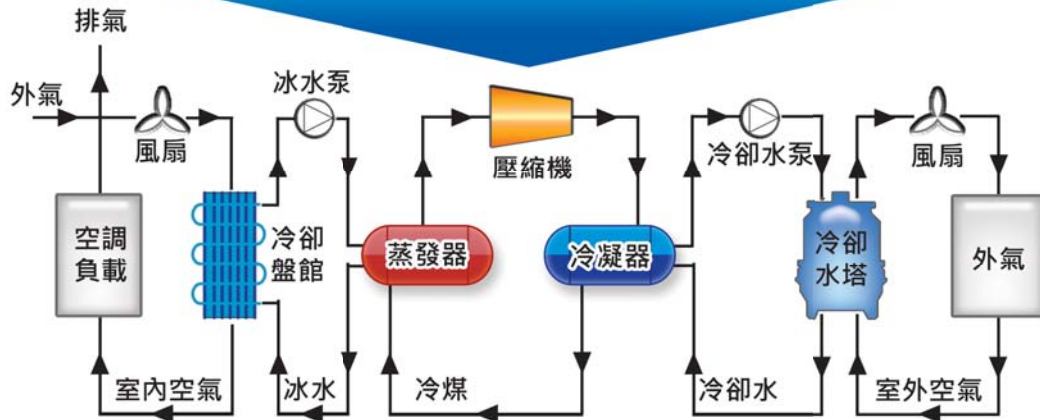 排氣
外氣
風扇
冰水泵
壓縮機
冷卻水泵
風扇
空調
負載
冷卻
盤館
蒸發器
冷凝器
冷卻
水塔
外氣
室內空氣
冰水
冷煤
冷卻水
室外空氣